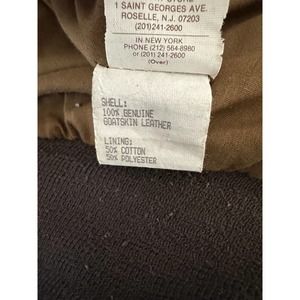 1 SAINT GEORGES AVE.
ROSELLE, N.J. 07203
(201) 241-2600
IN NEW YORK
PHONE (212) 564-8980
or (201) 241-2600
(Over)
SHELL:
100% GENUINE
GOATSKIN LEATHER
LINING:
50% COTTON
50% POLYESTER